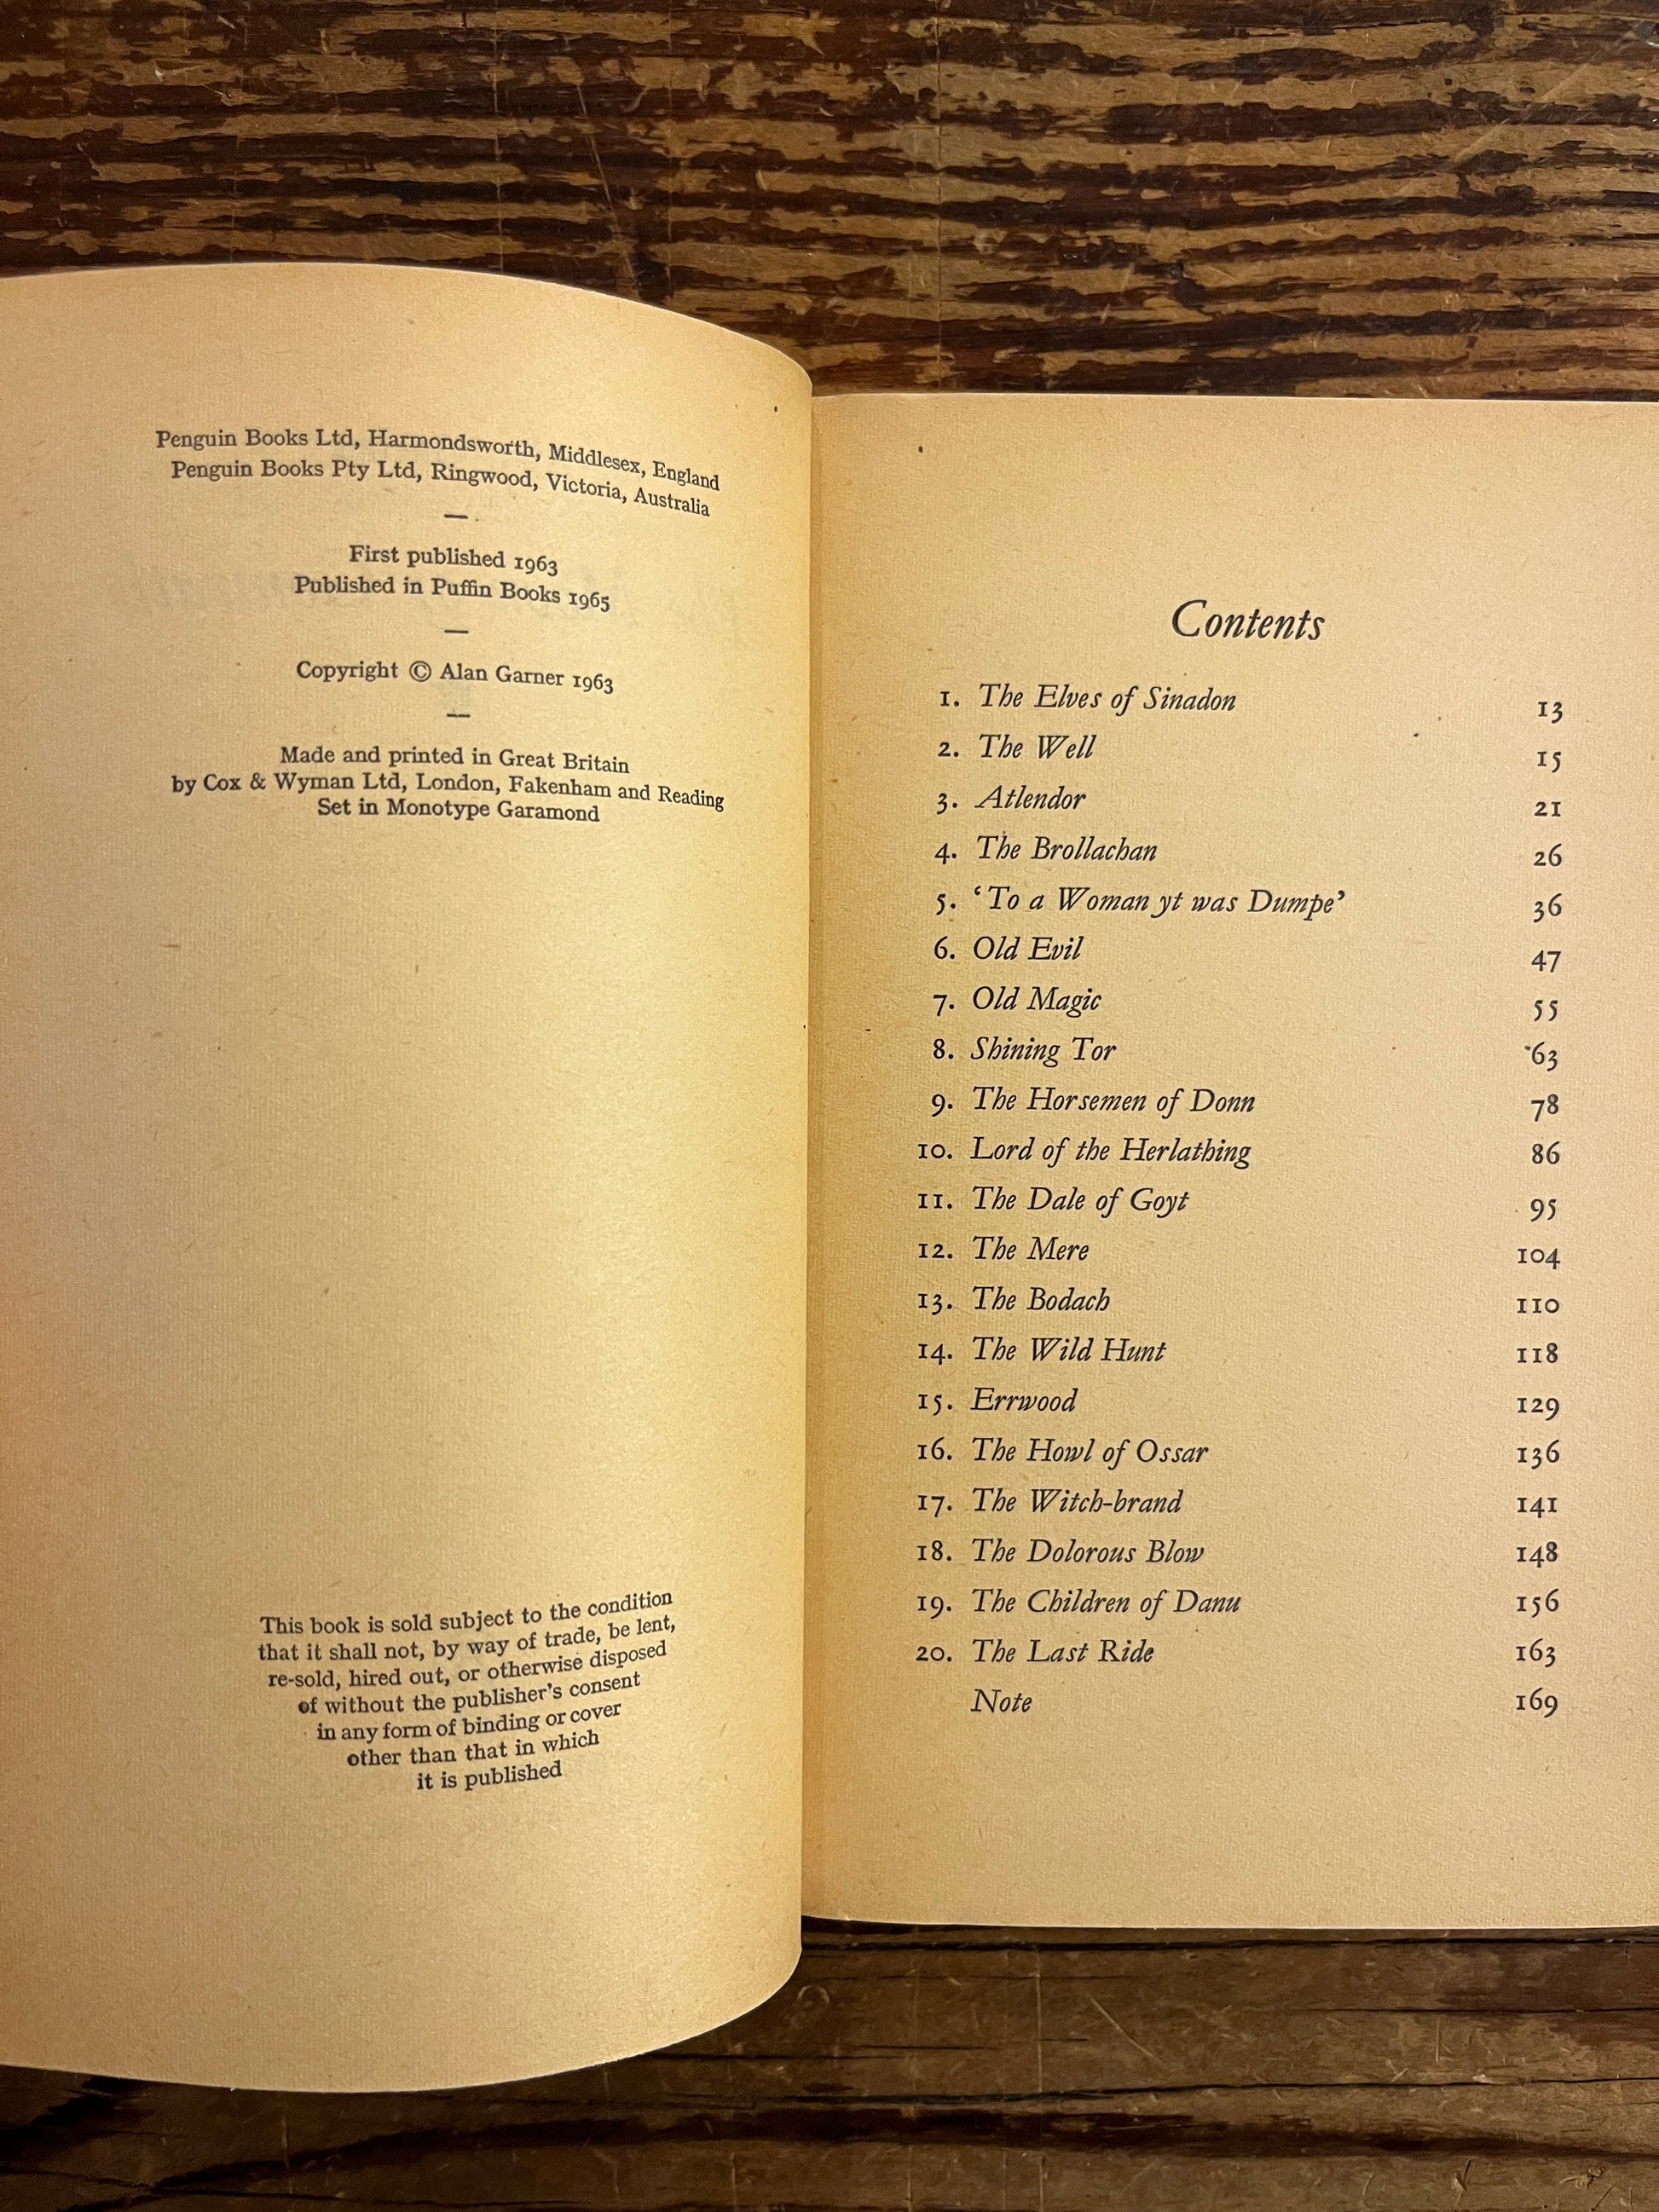 Penguin Books Ltd, Harmondsworth, Middlesex, England
Penguin Books Pty Ltd, Ringwood, Victoria, Australia
—
First published 1963
Published in Puffin Books 1965
—
Copyright © Alan Garner 1963
—
Made and printed in Great Britain
by Cox & Wyman Ltd, London, Fakenham and Reading
Set in Monotype Garamond
This book is sold subject to the condition
that it shall not, by way of trade, be lent,
re-sold, hired out, or otherwise disposed
of without the publisher's consent
in any form of binding or cover
other than that in which
it is published
Contents
1. The Elves of Sinadon 13
2. The Well 15
3. Atlendor 21
4. The Brollachan 26
5. ‘To a Woman yt was Dumpe’ 36
6. Old Evil 47
7. Old Magic 55
8. Shining Tor 63
9. The Horsemen of Donn 78
10. Lord of the Herlathing 86
11. The Dale of Goyt 95
12. The Mere 104
13. The Bodach 110
14. The Wild Hunt 118
15. Errwood 129
16. The Howl of Ossar 136
17. The Witch-brand 141
18. The Dolorous Blow 148
19. The Children of Danu 156
20. The Last Ride 163
Note 169